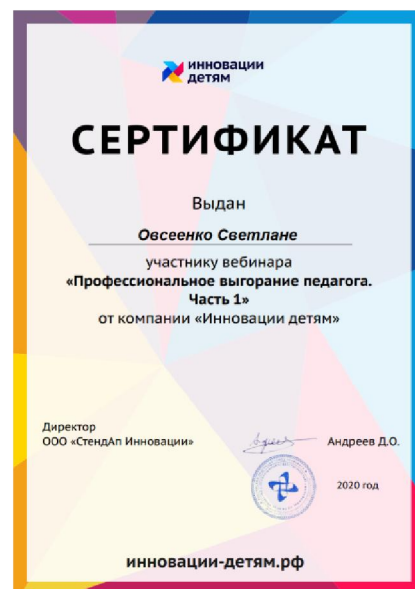 инновации
детям
СЕРТИФИКАТ
Выдан
Овсеенко Светлане
участнику вебинара
«Профессиональное выгорание педагога.
Часть 1»
от компании «Инновации детям»
Директор
ООО «СтендАп Инновации» Андреев Д.О.
2020 год
инновации-детям.рф